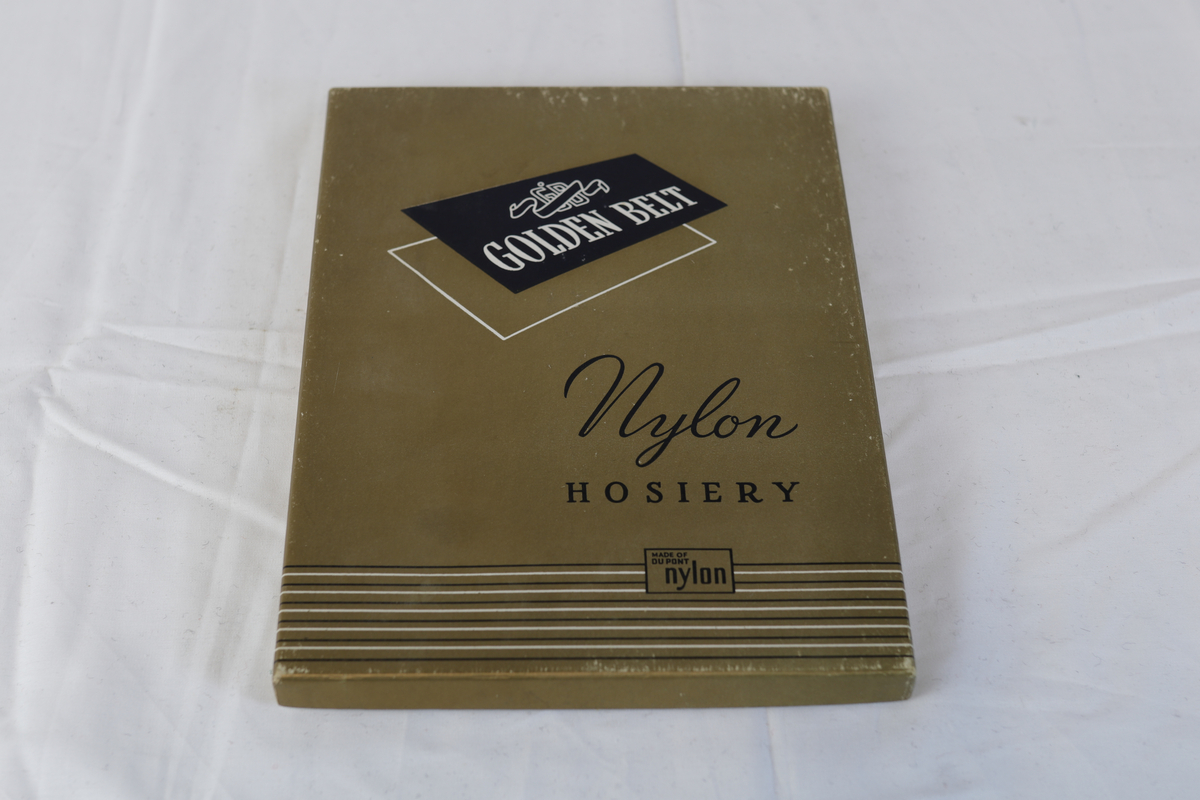 GOLDEN BELT
Nylon
HOSIERY
MADE OF
DU PONT
nylon